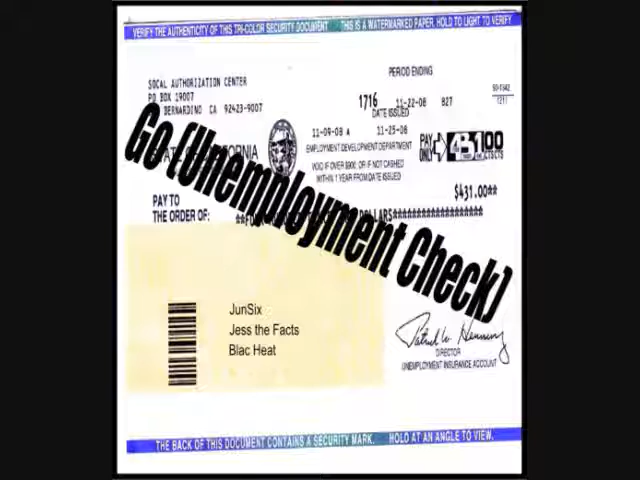 VERIFY THE AUTHENTICITY OF THIS TRI-COLOR SECURITY DOCUMENT THIS IS A WATERMARKED PAPER. HOLD TO LIGHT TO VERIFY
PERIOD ENDING
SOCAL AUTHORIZATION CENTER
PO BOX 19007
BERNARDINO CA 92423-9007
1716 11-22-08 827
DATE ISSUED
11-09-08 A 11-25-08
EMPLOYMENT DEVELOPMENT DEPARTMENT
VOID IF OVER $900 OR IF NOT CASHED
WITHIN 1 YEAR FROM DATE ISSUED
PAY
ONLY
$431.00**
PAY TO
THE ORDER OF:
Go (Unemployment Check)
JunSix
Jess the Facts
Blac Heat
DIRECTOR
UNEMPLOYMENT INSURANCE ACCOUNT
THE BACK OF THIS DOCUMENT CONTAINS A SECURITY MARK. HOLD AT AN ANGLE TO VIEW.